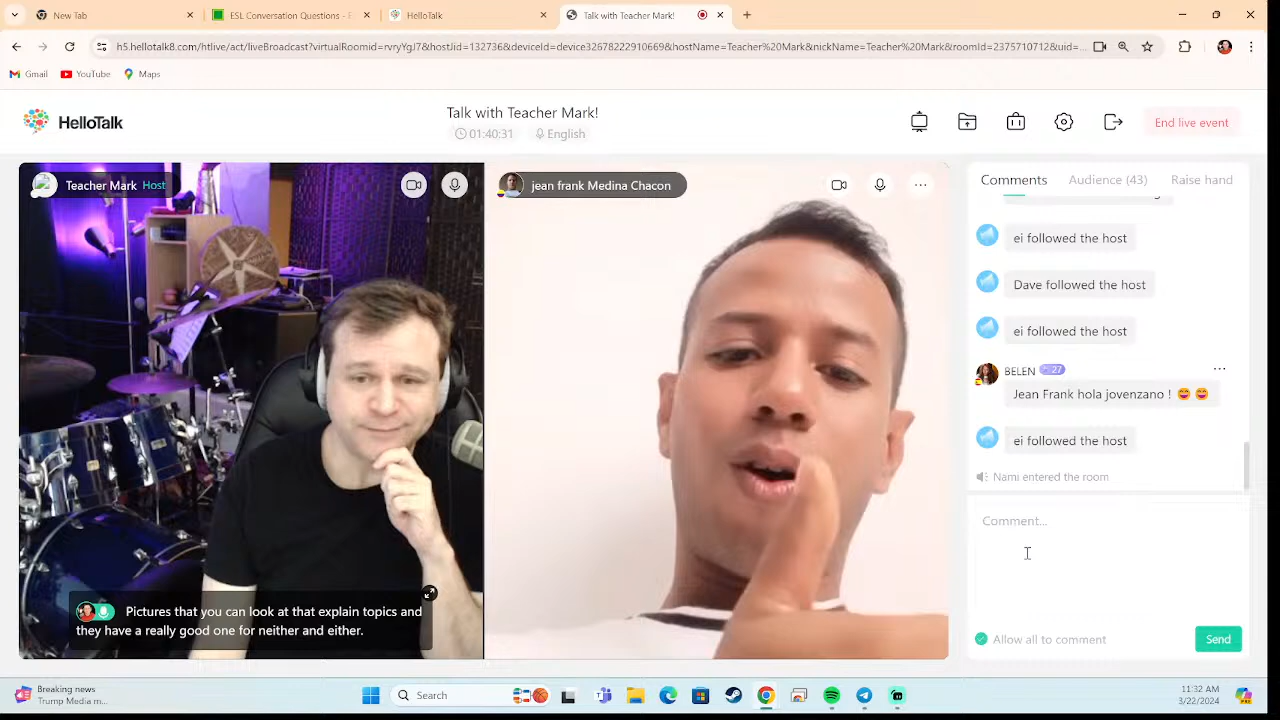 New Tab
ESL Conversation Questions - E
HelloTalk
Talk with Teacher Mark!
h5.hellotalk8.com/htlive/act/liveBroadcast?virtualRoomid=rvryYgJ7&hostId=132736&deviceId=device32678222910669&hostName=Teacher%20Mark&nickName=Teacher%20Mark&roomId=2375710712&uid=...
Gmail
YouTube
Maps
HelloTalk
Talk with Teacher Mark!
01:40:31
English
End live event
Teacher Mark Host
jean frank Medina Chacon
Comments
Audience (43)
Raise hand
ei followed the host
Dave followed the host
ei followed the host
BELEN 27
Jean Frank hola jovenzano ! 😄 😄
ei followed the host
Nami entered the room
Comment...
Pictures that you can look at that explain topics and
they have a really good one for neither and either.
Allow all to comment
Send
Breaking news
Trump Media m...
Search
11:32 AM
3/22/2024